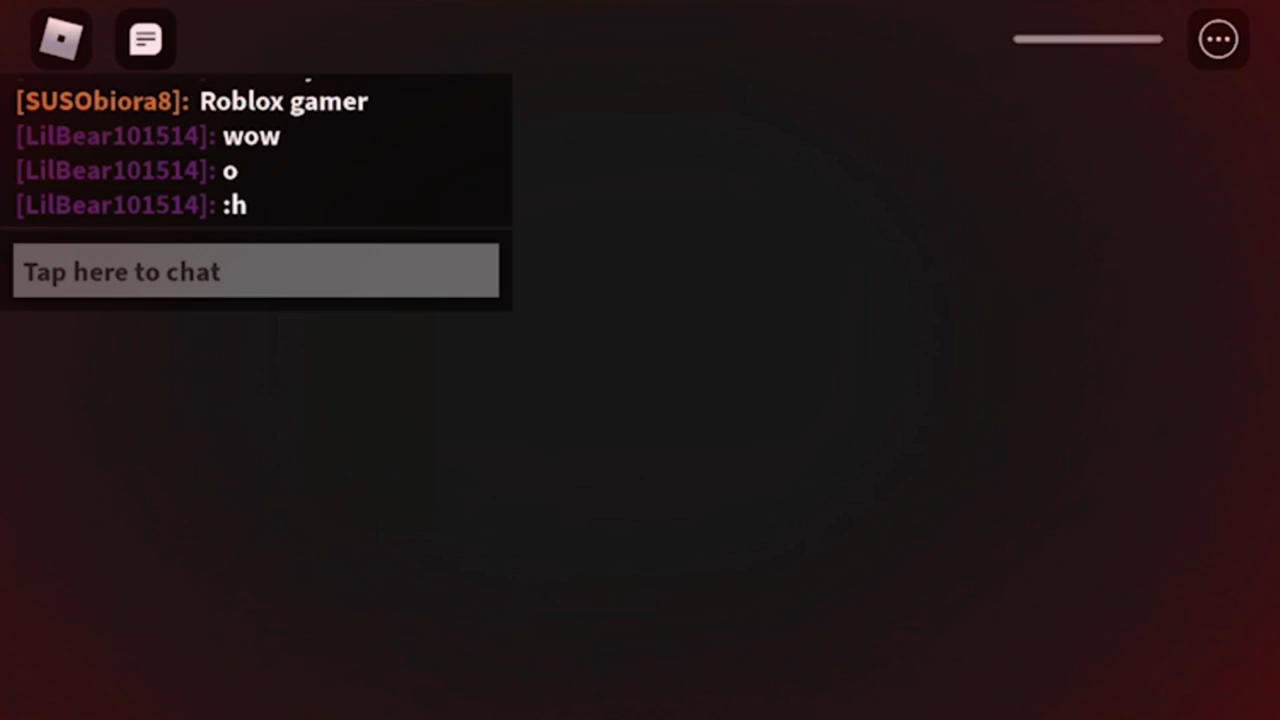 [SUSObiora8]: Roblox gamer
[LilBear101514]: wow
[LilBear101514]: o
[LilBear101514]: :h
Tap here to chat